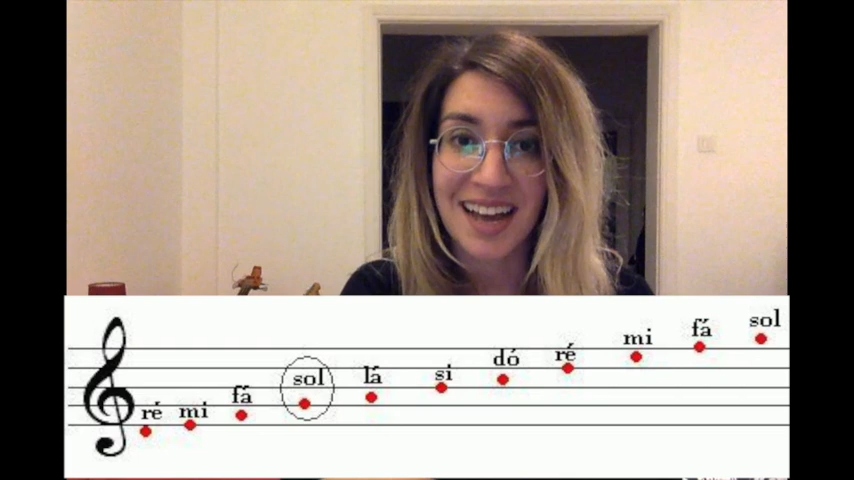 ré mi fá sol lá si dó ré mi fá sol